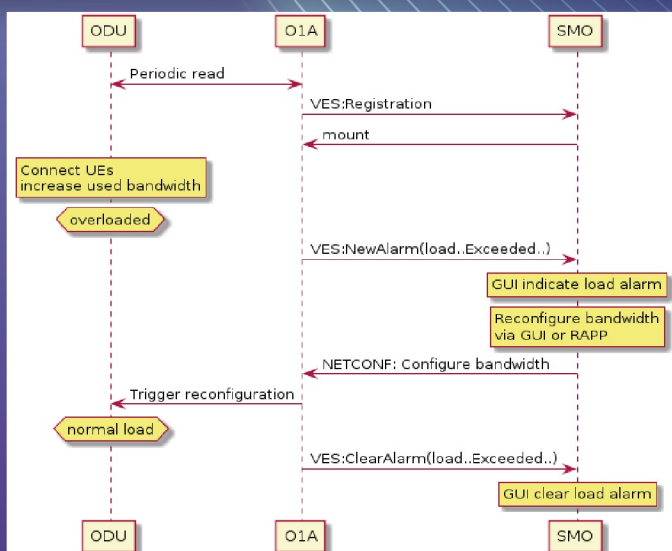 ODU
O1A
SMO
Periodic read
VES:Registration
mount
Connect UEs
increase used bandwidth
overloaded
VES:NewAlarm(load..Exceeded..)
GUI indicate load alarm
Reconfigure bandwidth
via GUI or RAPP
NETCONF: Configure bandwidth
Trigger reconfiguration
normal load
VES:ClearAlarm(load..Exceeded..)
GUI clear load alarm
ODU
O1A
SMO